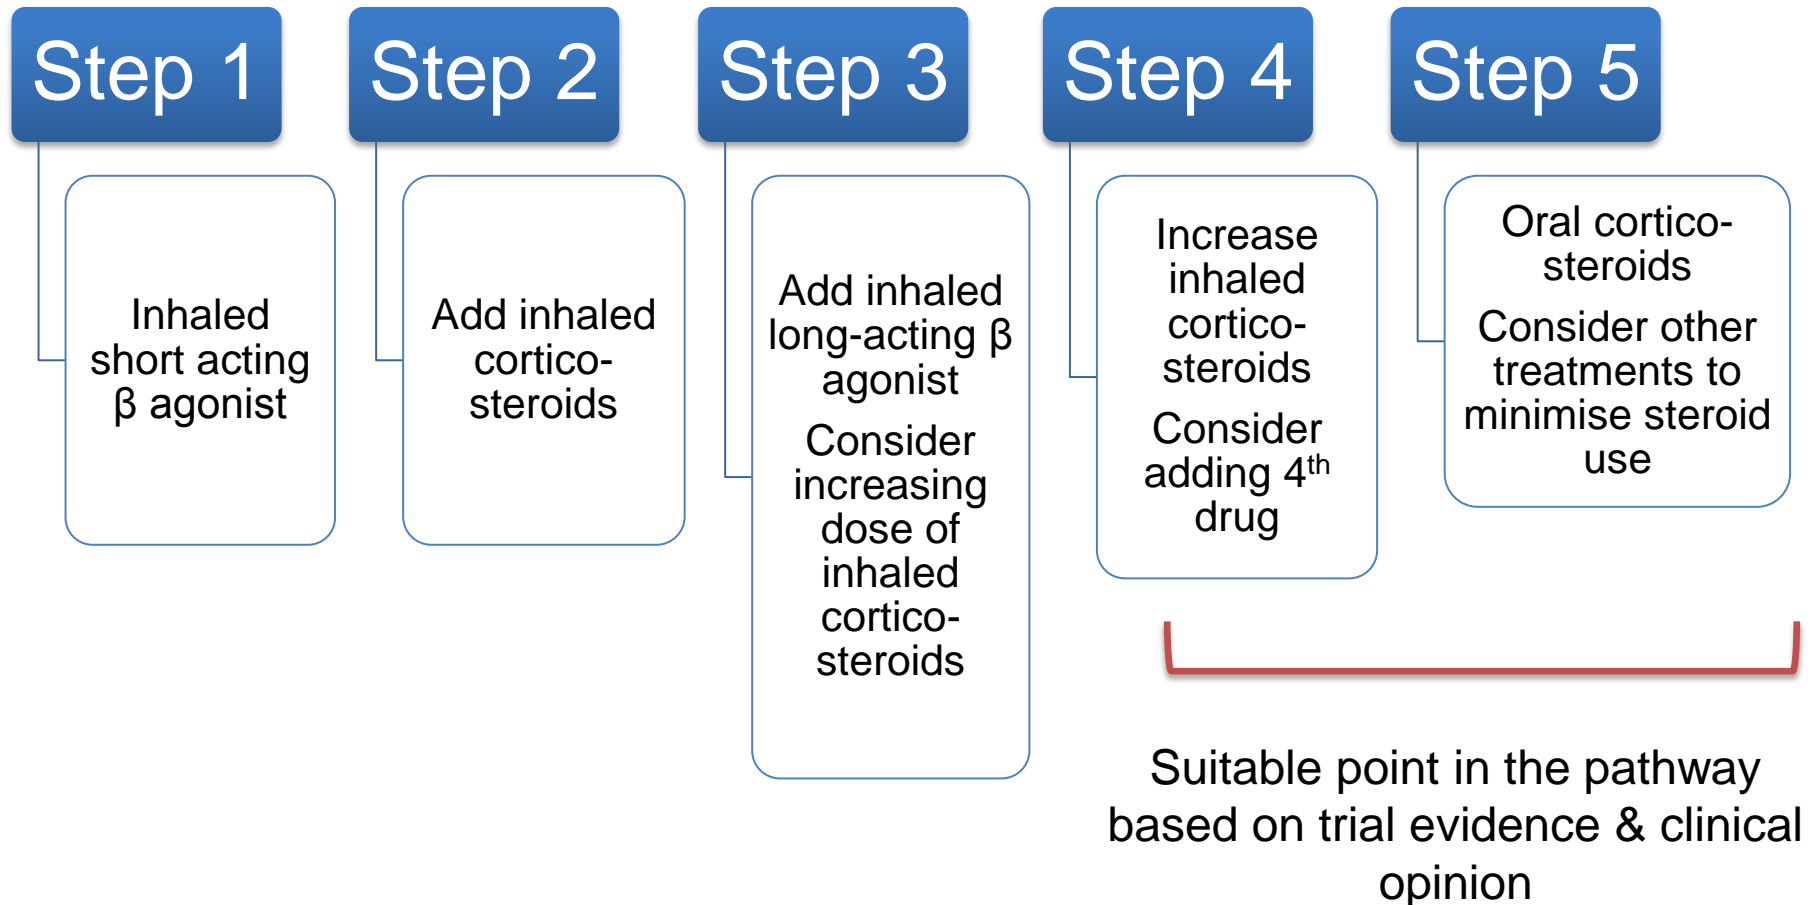 Step 1
Inhaled
short acting
β agonist
Step 2
Add inhaled
cortico-
steroids
Step 3
Add inhaled
long-acting β
agonist
Consider
increasing
dose of
inhaled
cortico-
steroids
Step 4
Increase
inhaled
cortico-
steroids
Consider
adding 4th
drug
Step 5
Oral cortico-
steroids
Consider other
treatments to
minimise steroid
use
Suitable point in the pathway
based on trial evidence & clinical
opinion